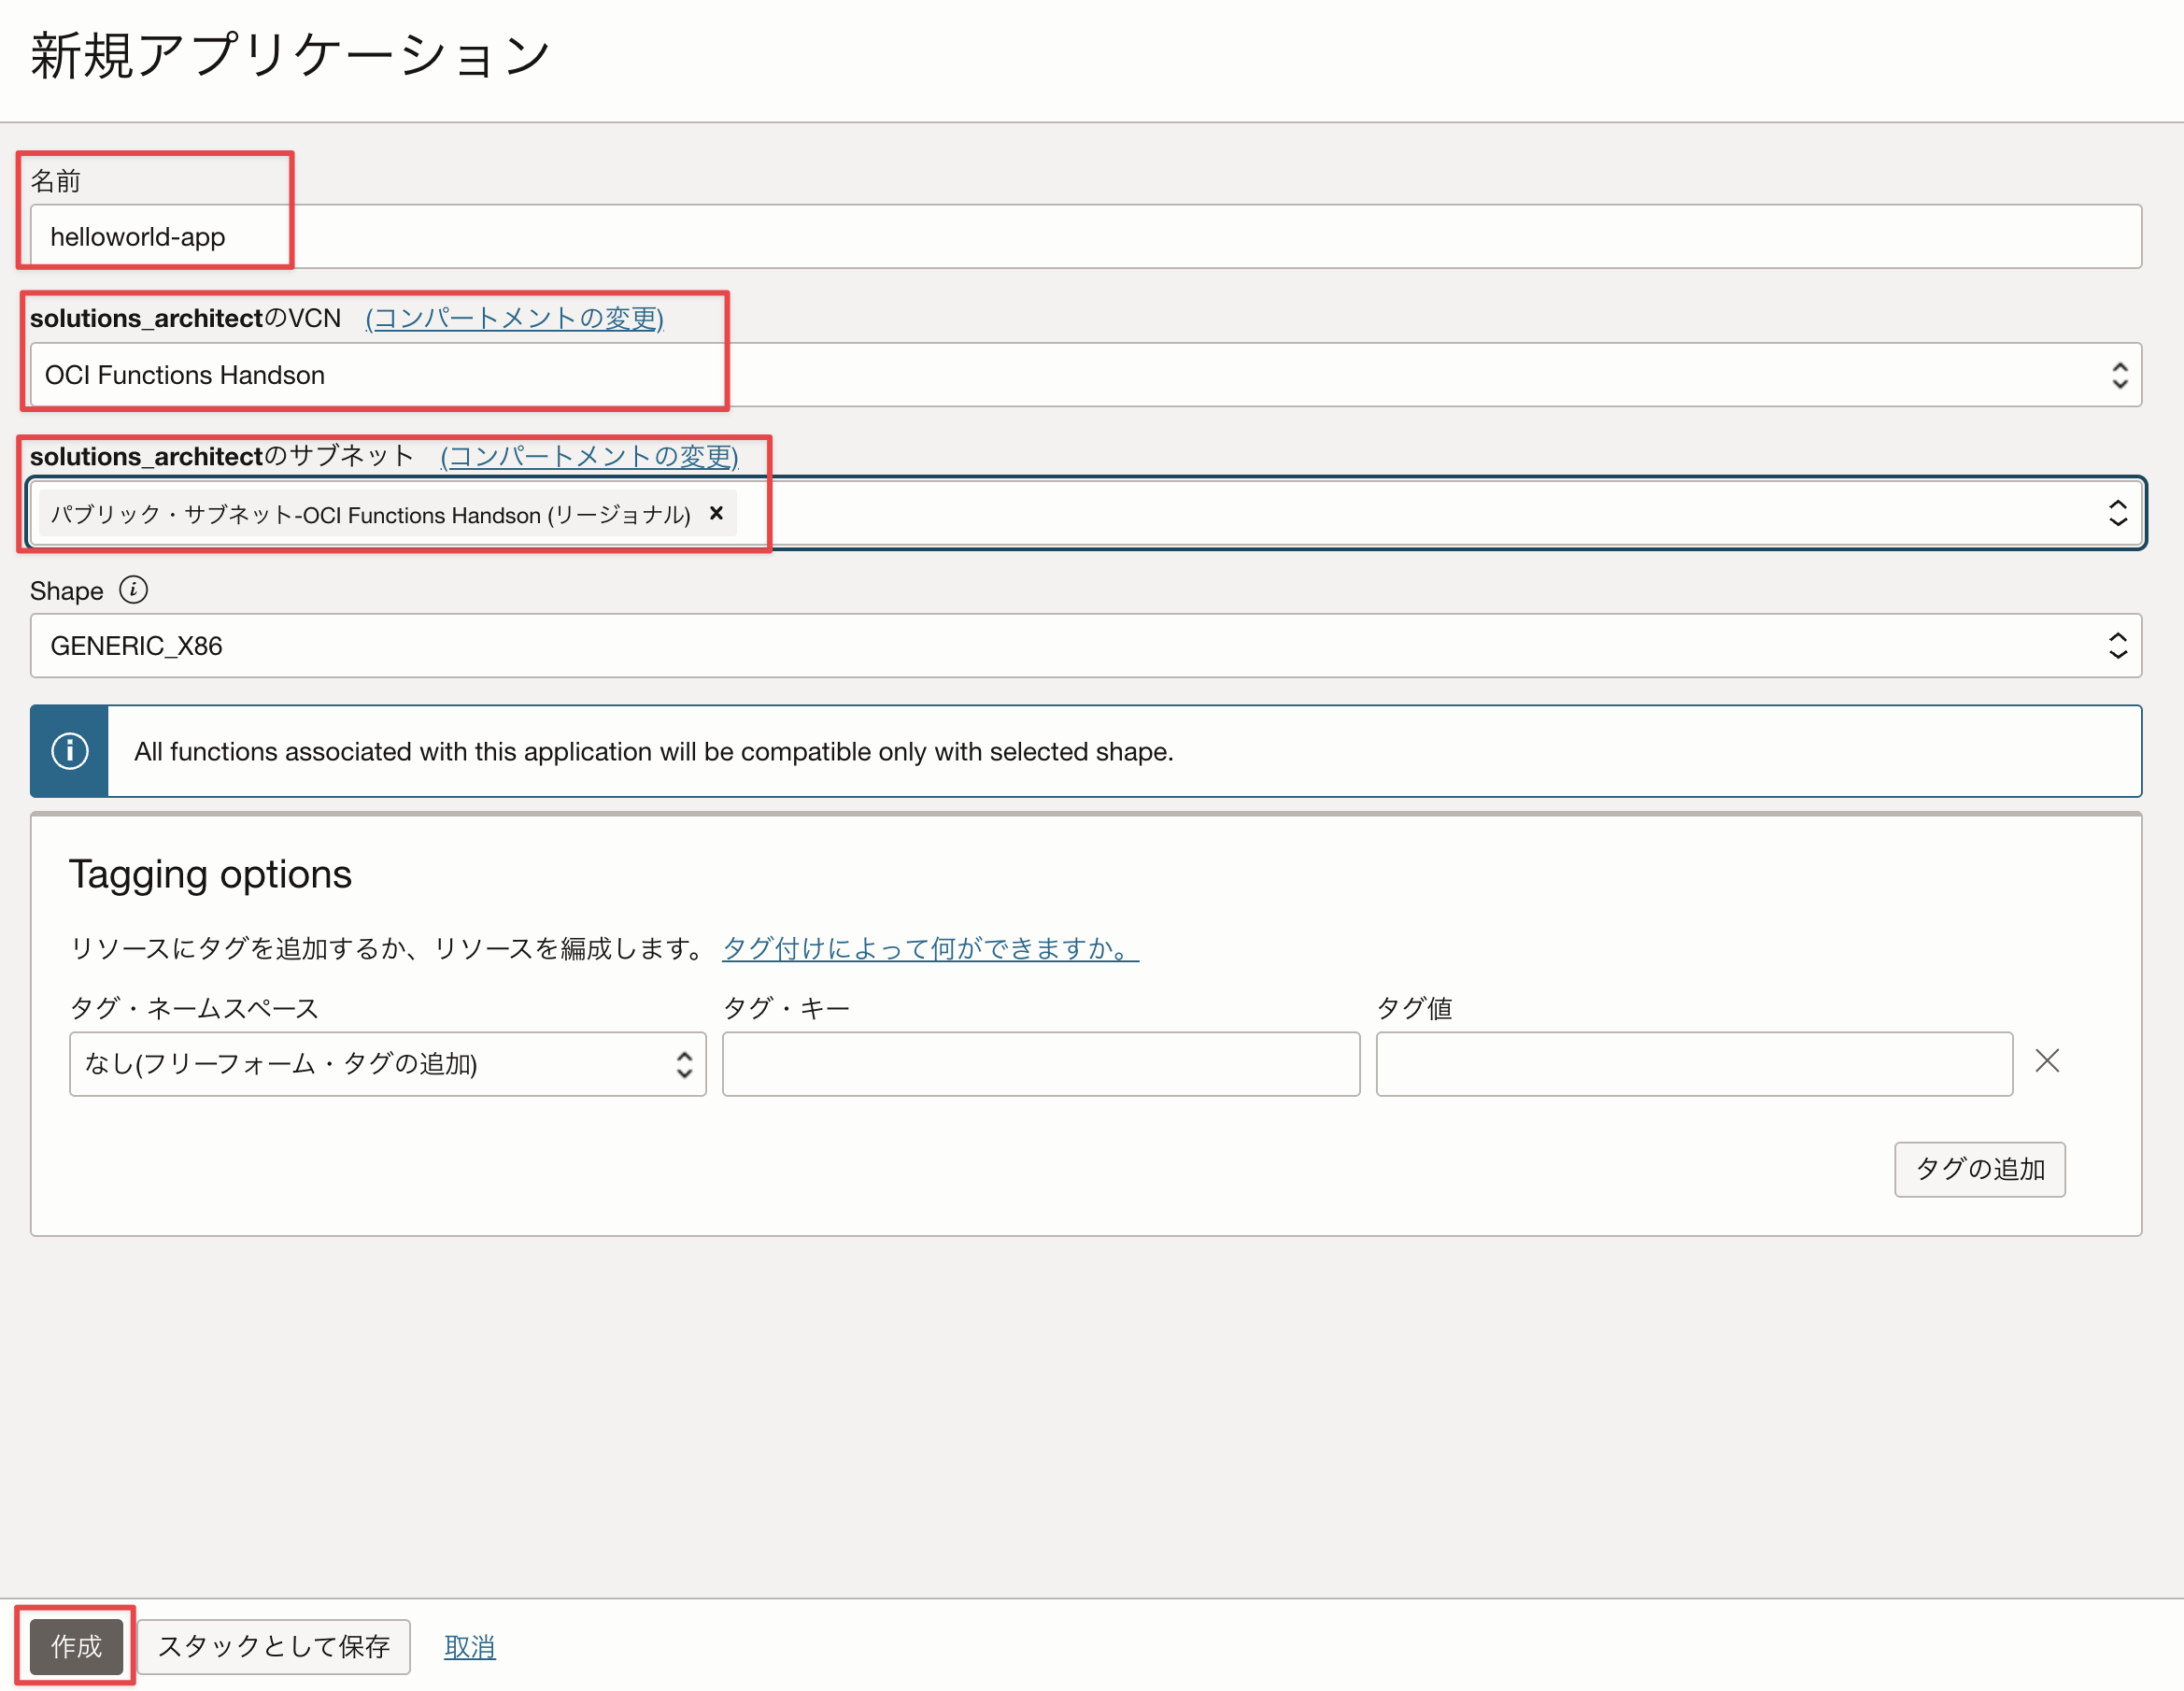 新規アプリケーション
名前
helloworld-app
solutions_architectのVCN (コンパートメントの変更)
OCI Functions Handson
solutions_architectのサブネット (コンパートメントの変更)
パブリック・サブネット-OCI Functions Handson (リージョナル) ×
Shape i
GENERIC_X86
All functions associated with this application will be compatible only with selected shape.
Tagging options
リソースにタグを追加するか、リソースを編成します。 タグ付けによって何ができますか。
タグ・ネームスペース タグ・キー タグ値
なし(フリーフォーム・タグの追加)
タグの追加
作成 スタックとして保存 取消